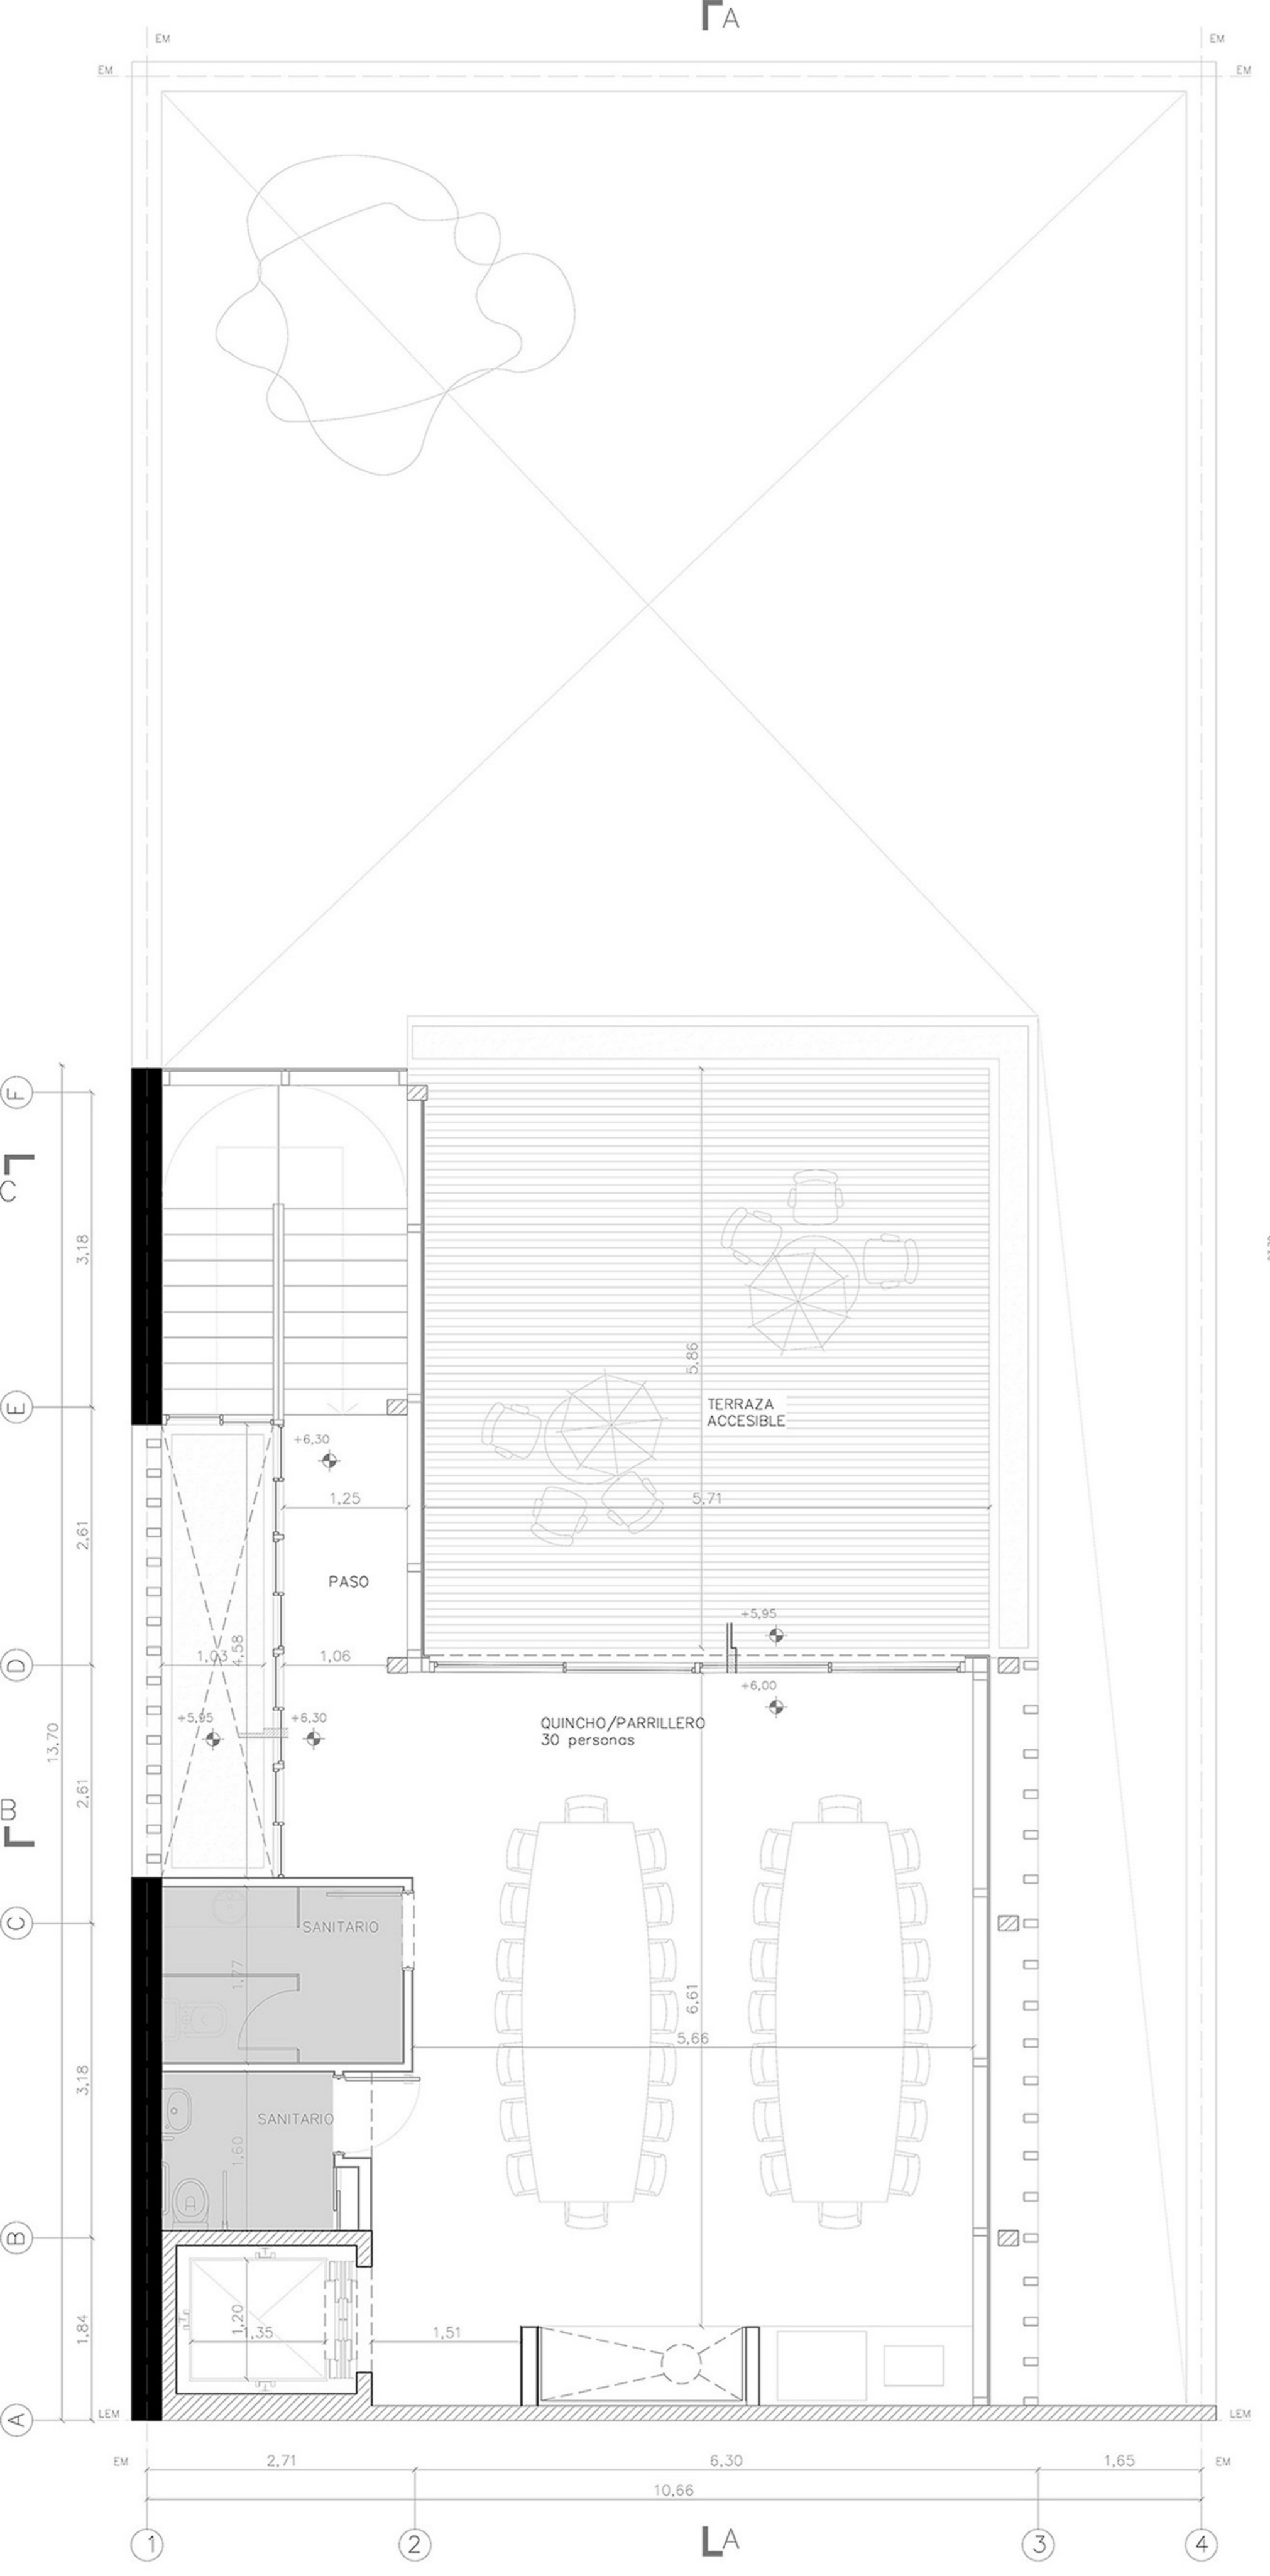 A
EM
EM
EM
EM
F
C
3,18
5,86
E
TERRAZA
ACCESIBLE
+6,30
1,25
5,71
2,61
PASO
+5,95
1,03
4,58
1,06
D
+6,00
+5,95
+6,30
QUINCHO/PARRILLERO
30 personas
13,70
2,61
B
C
SANITARIO
1,77
6,61
5,66
3,18
SANITARIO
1,60
B
1,20
1,35
1,51
1,84
A
LEM
LEM
EM
2,71
6,30
1,65
EM
10,66
1
2
A
3
4